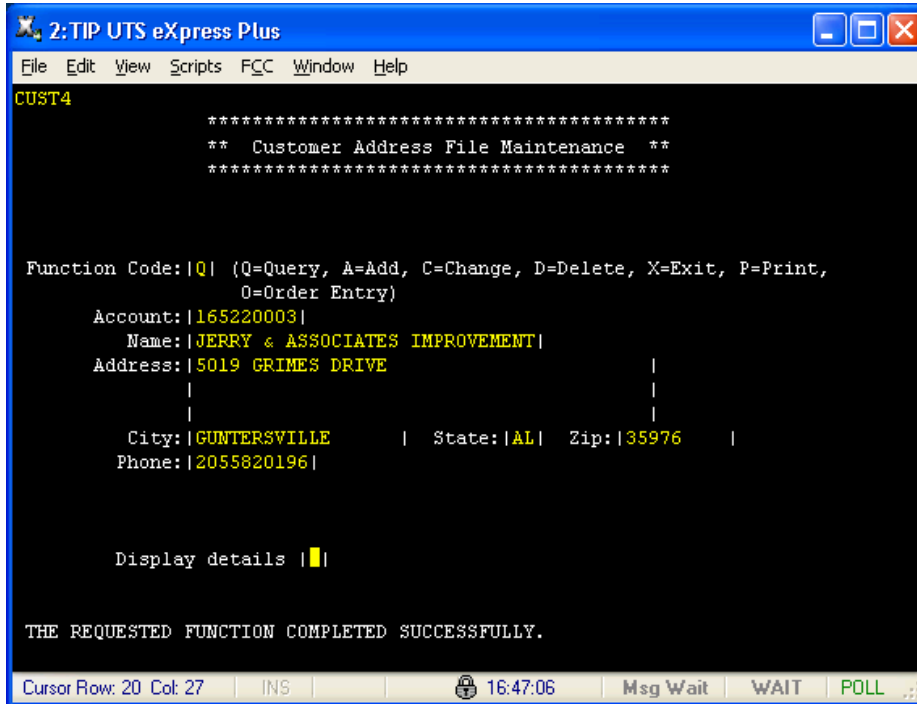 2:TIP UTS eXpress Plus
File Edit View Scripts FCC Window Help
CUST4
*****************************************
** Customer Address File Maintenance **
*****************************************
Function Code:|Q| (Q=Query, A=Add, C=Change, D=Delete, X=Exit, P=Print,
O=Order Entry)
Account:|165220003|
Name:|JERRY & ASSOCIATES IMPROVEMENT|
Address:|5019 GRIMES DRIVE |
| |
| |
City:|GUNTERSVILLE | State:|AL| Zip:|35976 |
Phone:|2055820196|
Display details | |
THE REQUESTED FUNCTION COMPLETED SUCCESSFULLY.
Cursor Row: 20 Col: 27 INS 16:47:06 Msg Wait WAIT POLL